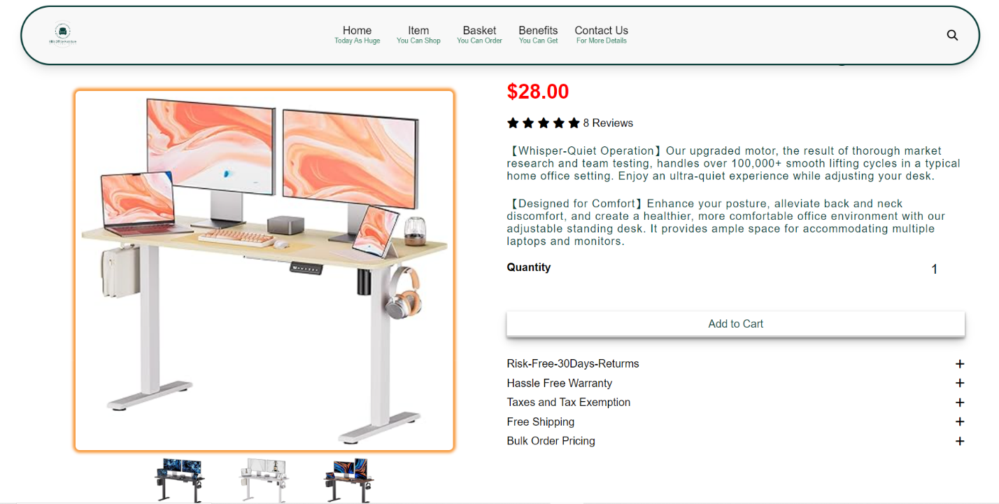 Home
Today As Huge
Item
You Can Shop
Basket
You Can Order
Benefits
You Can Get
Contact Us
For More Details
$28.00
8 Reviews
【Whisper-Quiet Operation】Our upgraded motor, the result of thorough market
research and team testing, handles over 100,000+ smooth lifting cycles in a typical
home office setting. Enjoy an ultra-quiet experience while adjusting your desk.
【Designed for Comfort】Enhance your posture, alleviate back and neck
discomfort, and create a healthier, more comfortable office environment with our
adjustable standing desk. It provides ample space for accommodating multiple
laptops and monitors.
Quantity
1
Add to Cart
Risk-Free-30Days-Returms
+
Hassle Free Warranty
+
Taxes and Tax Exemption
+
Free Shipping
+
Bulk Order Pricing
+